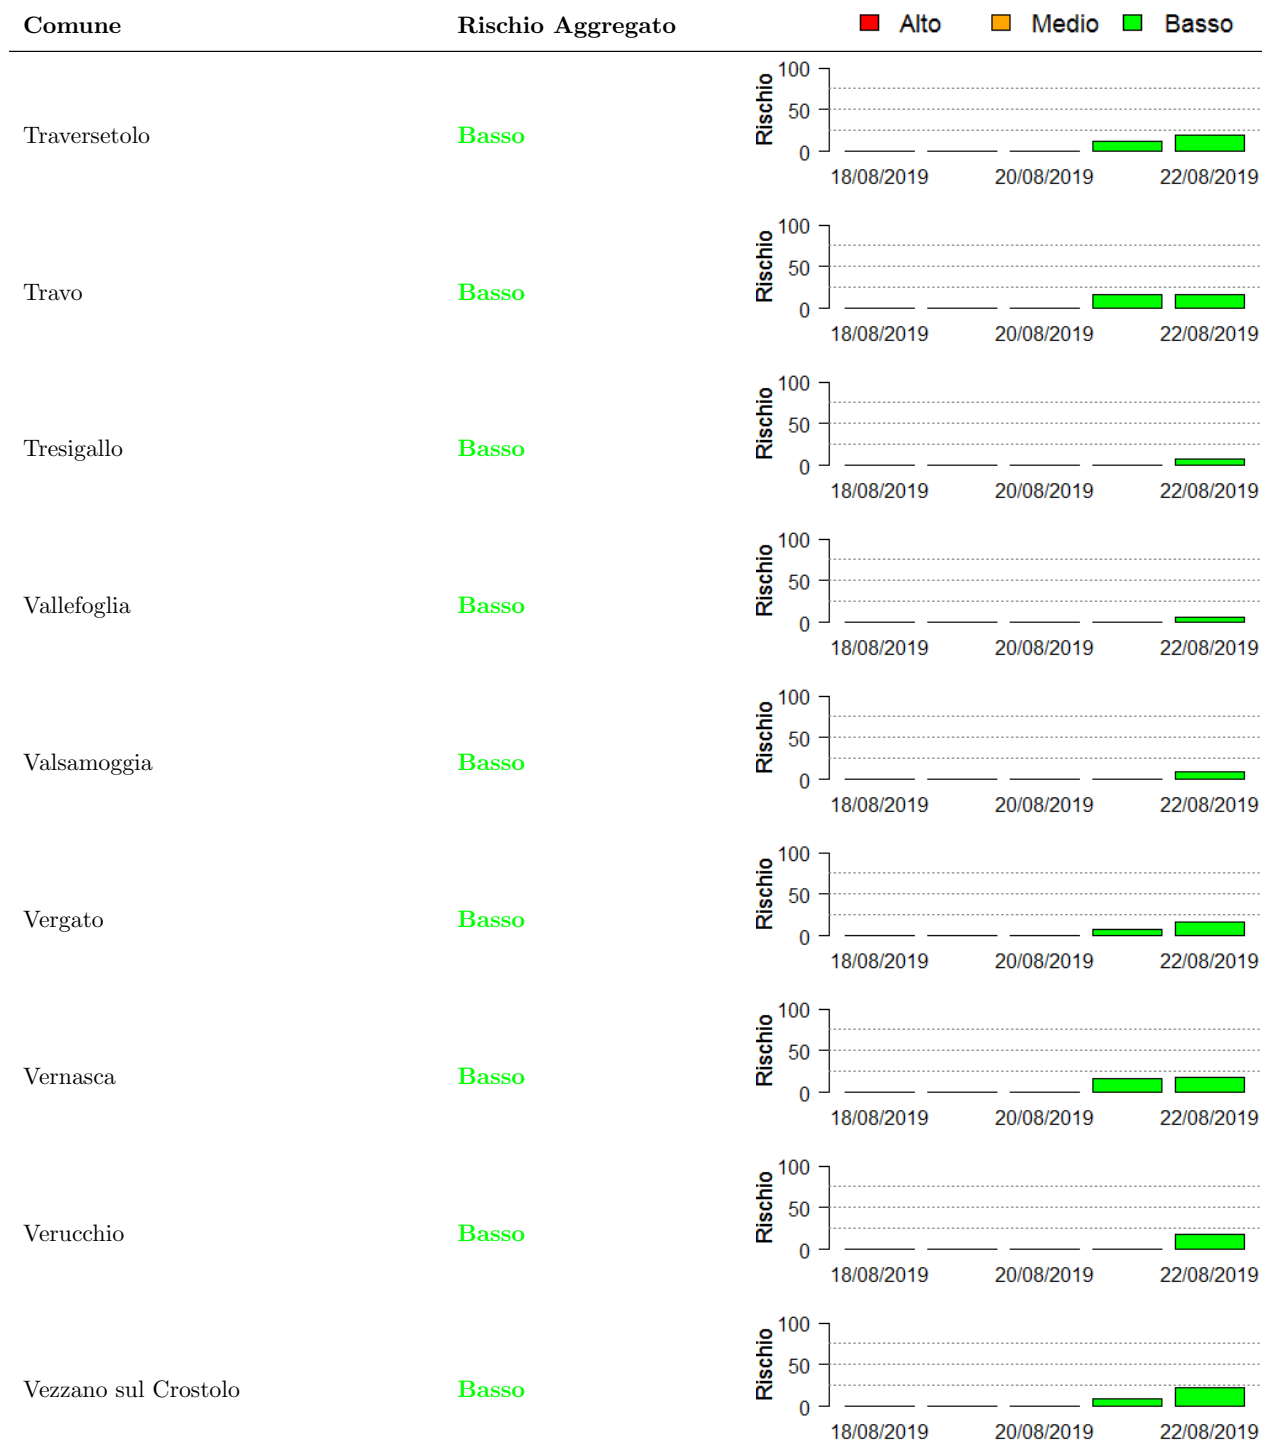 Comune Rischio Aggregato Alto Medio Basso
Traversetolo Basso
Rischio
100
50
0
18/08/2019 20/08/2019 22/08/2019
Travo Basso
Rischio
100
50
0
18/08/2019 20/08/2019 22/08/2019
Tresigallo Basso
Rischio
100
50
0
18/08/2019 20/08/2019 22/08/2019
Vallefoglia Basso
Rischio
100
50
0
18/08/2019 20/08/2019 22/08/2019
Valsamoggia Basso
Rischio
100
50
0
18/08/2019 20/08/2019 22/08/2019
Vergato Basso
Rischio
100
50
0
18/08/2019 20/08/2019 22/08/2019
Vernasca Basso
Rischio
100
50
0
18/08/2019 20/08/2019 22/08/2019
Verucchio Basso
Rischio
100
50
0
18/08/2019 20/08/2019 22/08/2019
Vezzano sul Crostolo Basso
Rischio
100
50
0
18/08/2019 20/08/2019 22/08/2019